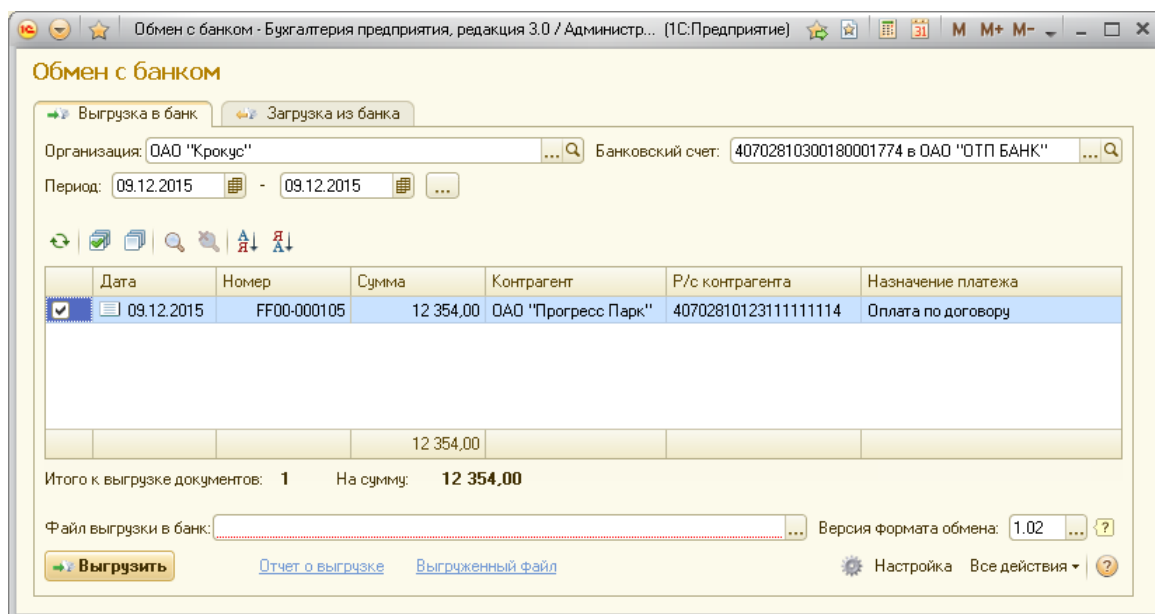 Обмен с банком - Бухгалтерия предприятия, редакция 3.0 / Администр... (1С:Предприятие) 31 M M+ M-
Обмен с банком
Выгрузка в банк Загрузка из банка
Организация: ОАО "Крокус" ... Банковский счет: 40702810300180001774 в ОАО "ОТП БАНК" ...
Период: 09.12.2015 - 09.12.2015 ...
Дата Номер Сумма Контрагент Р/с контрагента Назначение платежа
09.12.2015 FF00-000105 12 354,00 ОАО "Прогресс Парк" 40702810123111111114 Оплата по договору
12 354,00
Итого к выгрузке документов: 1 На сумму: 12 354,00
Файл выгрузки в банк: ... Версия формата обмена: 1.02 ... ?
Выгрузить Отчет о выгрузке Выгруженный файл Настройка Все действия ?